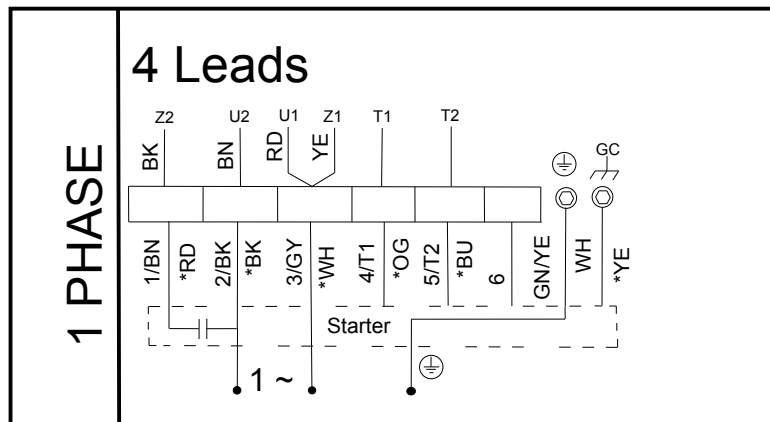 1 PHASE
4 Leads
Z2 U2 U1 Z1 T1 T2
GC
BK BN RD YE
1/BN *RD 2/BK *BK 3/GY *WH 4/T1 *OG 5/T2 *BU 6 GN/YE WH *YE
Starter
1 ~